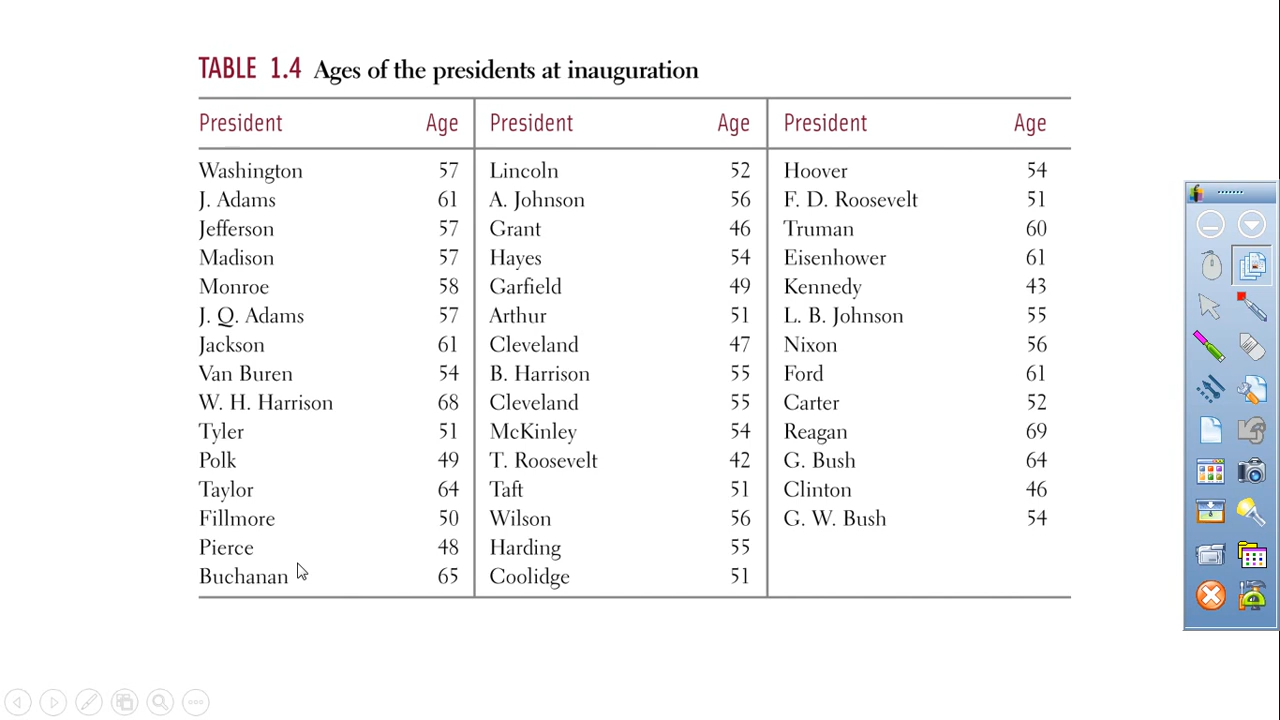 TABLE 1.4 Ages of the presidents at inauguration
President Age President Age President Age
Washington 57 Lincoln 52 Hoover 54
J. Adams 61 A. Johnson 56 F. D. Roosevelt 51
Jefferson 57 Grant 46 Truman 60
Madison 57 Hayes 54 Eisenhower 61
Monroe 58 Garfield 49 Kennedy 43
J. Q. Adams 57 Arthur 51 L. B. Johnson 55
Jackson 61 Cleveland 47 Nixon 56
Van Buren 54 B. Harrison 55 Ford 61
W. H. Harrison 68 Cleveland 55 Carter 52
Tyler 51 McKinley 54 Reagan 69
Polk 49 T. Roosevelt 42 G. Bush 64
Taylor 64 Taft 51 Clinton 46
Fillmore 50 Wilson 56 G. W. Bush 54
Pierce 48 Harding 55
Buchanan 65 Coolidge 51